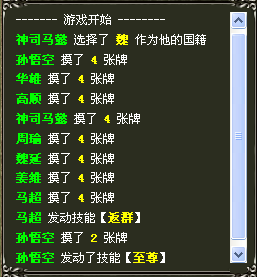 -------- 游戏开始 --------
神司马懿 选择了 魏 作为他的国籍
孙悟空 摸了 4 张牌
华雄 摸了 4 张牌
高顺 摸了 4 张牌
神司马懿 摸了 4 张牌
周瑜 摸了 4 张牌
魏延 摸了 4 张牌
姜维 摸了 4 张牌
马超 摸了 4 张牌
马超 发动技能【返群】
孙悟空 摸了 2 张牌
孙悟空 发动了技能【至尊】